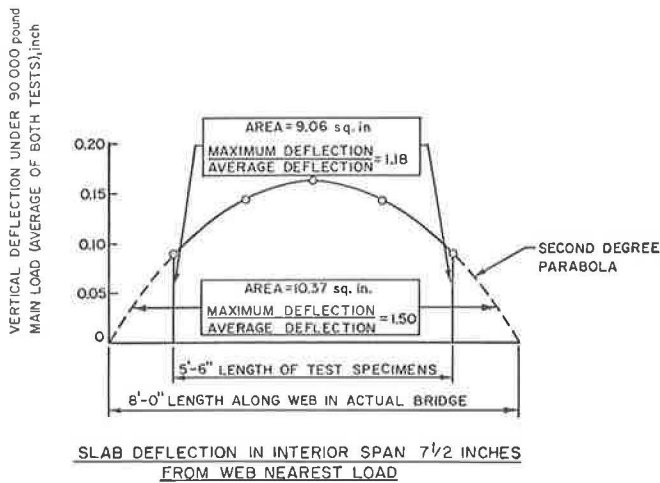 VERTICAL DEFLECTION UNDER 90 000 pound
MAIN LOAD (AVERAGE OF BOTH TESTS), inch
0.20
0.15
0.10
0.05
0
AREA = 9.06 sq. in
MAXIMUM DEFLECTION
AVERAGE DEFLECTION
=1.18
AREA=10.37 sq. in.
MAXIMUM DEFLECTION
AVERAGE DEFLECTION
=1.50
SECOND DEGREE
PARABOLA
5'-6" LENGTH OF TEST SPECIMENS
8'-0" LENGTH ALONG WEB IN ACTUAL BRIDGE
SLAB DEFLECTION IN INTERIOR SPAN 7 1/2 INCHES
FROM WEB NEAREST LOAD